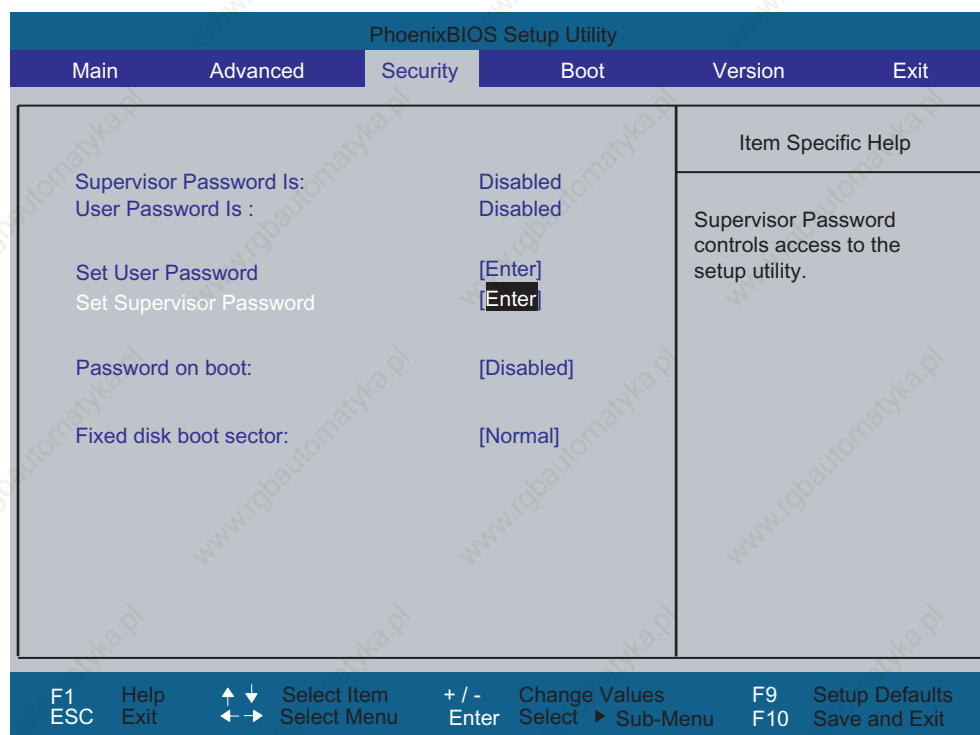 PhoenixBIOS Setup Utility
Main Advanced Security Boot Version Exit
Item Specific Help
Supervisor Password Is: Disabled
User Password Is : Disabled
Supervisor Password
controls access to the
setup utility.
Set User Password [Enter]
Set Supervisor Password [Enter]
Password on boot: [Disabled]
Fixed disk boot sector: [Normal]
F1 Help Select Item + / - Change Values F9 Setup Defaults
ESC Exit Select Menu Enter Select Sub-Menu F10 Save and Exit
www.rgbautomatyka.pl